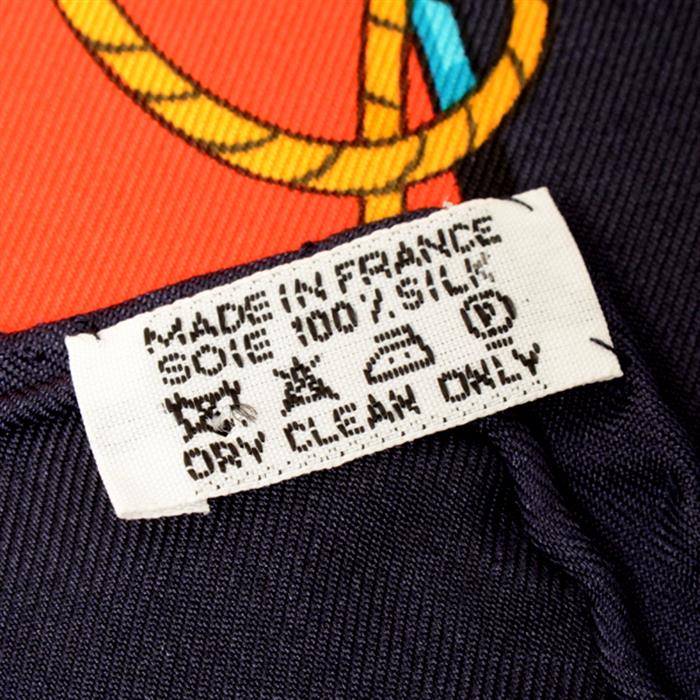 MADE IN FRANCE
SOIE 100% SILK
P
DRY CLEAN ONLY